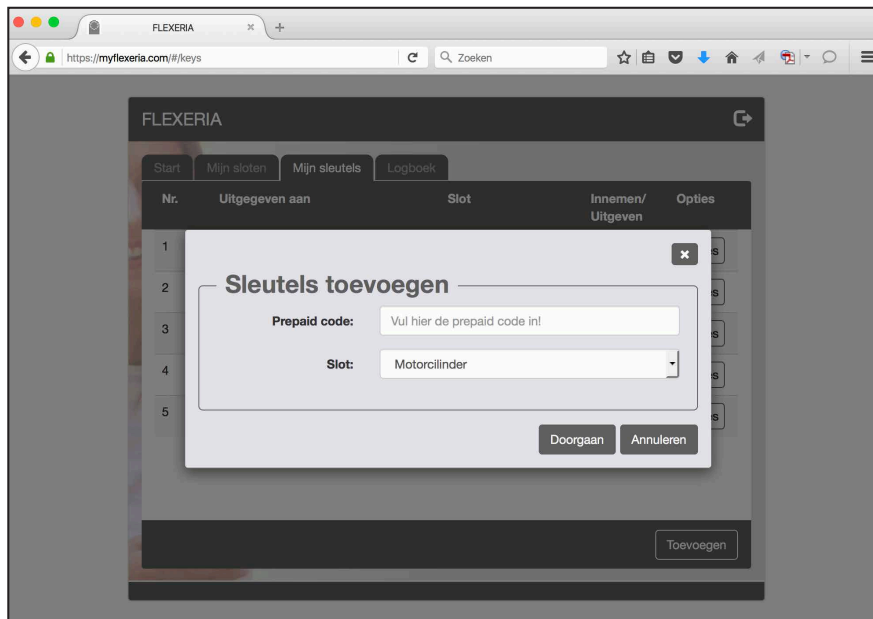 FLEXERIA
https://myflexeria.com/#/keys
Zoeken
FLEXERIA
Start Mijn sloten Mijn sleutels Logboek
Nr. Uitgegeven aan Slot Innemen/ Opties
Uitgeven
1
s
Sleutels toevoegen
2
s
Prepaid code: Vul hier de prepaid code in!
3
s
Slot: Motorcilinder
4
s
5
s
Doorgaan Annuleren
Toevoegen